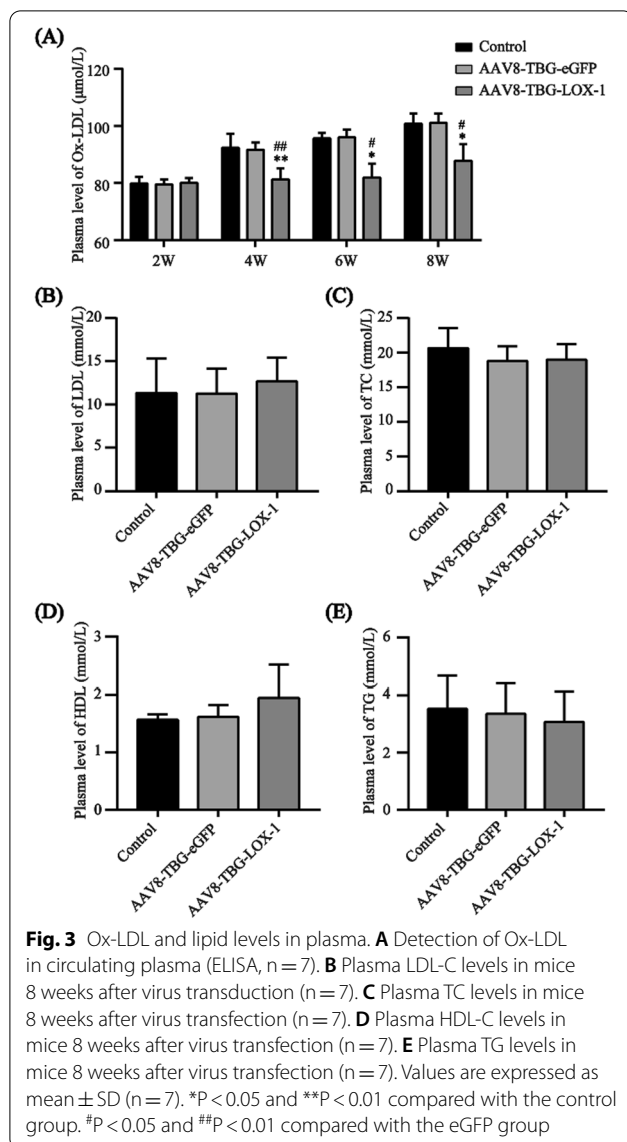 (A)
Control
AAV8-TBG-eGFP
AAV8-TBG-LOX-1
Plasma level of Ox-LDL (μmol/L)
120
100
80
60
##
**
#
*
#
*
2W 4W 6W 8W
(B)
Plasma level of LDL (mmol/L)
20
15
10
5
0
Control
AAV8-TBG-eGFP
AAV8-TBG-LOX-1
(C)
Plasma level of TC (mmol/L)
25
20
15
10
5
0
Control
AAV8-TBG-eGFP
AAV8-TBG-LOX-1
(D)
Plasma level of HDL (mmol/L)
3
2
1
0
Control
AAV8-TBG-eGFP
AAV8-TBG-LOX-1
(E)
Plasma level of TG (mmol/L)
6
4
2
0
Control
AAV8-TBG-eGFP
AAV8-TBG-LOX-1
Fig. 3 Ox-LDL and lipid levels in plasma. A Detection of Ox-LDL
in circulating plasma (ELISA, n = 7). B Plasma LDL-C levels in mice
8 weeks after virus transduction (n = 7). C Plasma TC levels in mice
8 weeks after virus transfection (n = 7). D Plasma HDL-C levels in
mice 8 weeks after virus transfection (n = 7). E Plasma TG levels in
mice 8 weeks after virus transfection (n = 7). Values are expressed as
mean ± SD (n = 7). *P < 0.05 and **P < 0.01 compared with the control
group. #P < 0.05 and ##P < 0.01 compared with the eGFP group